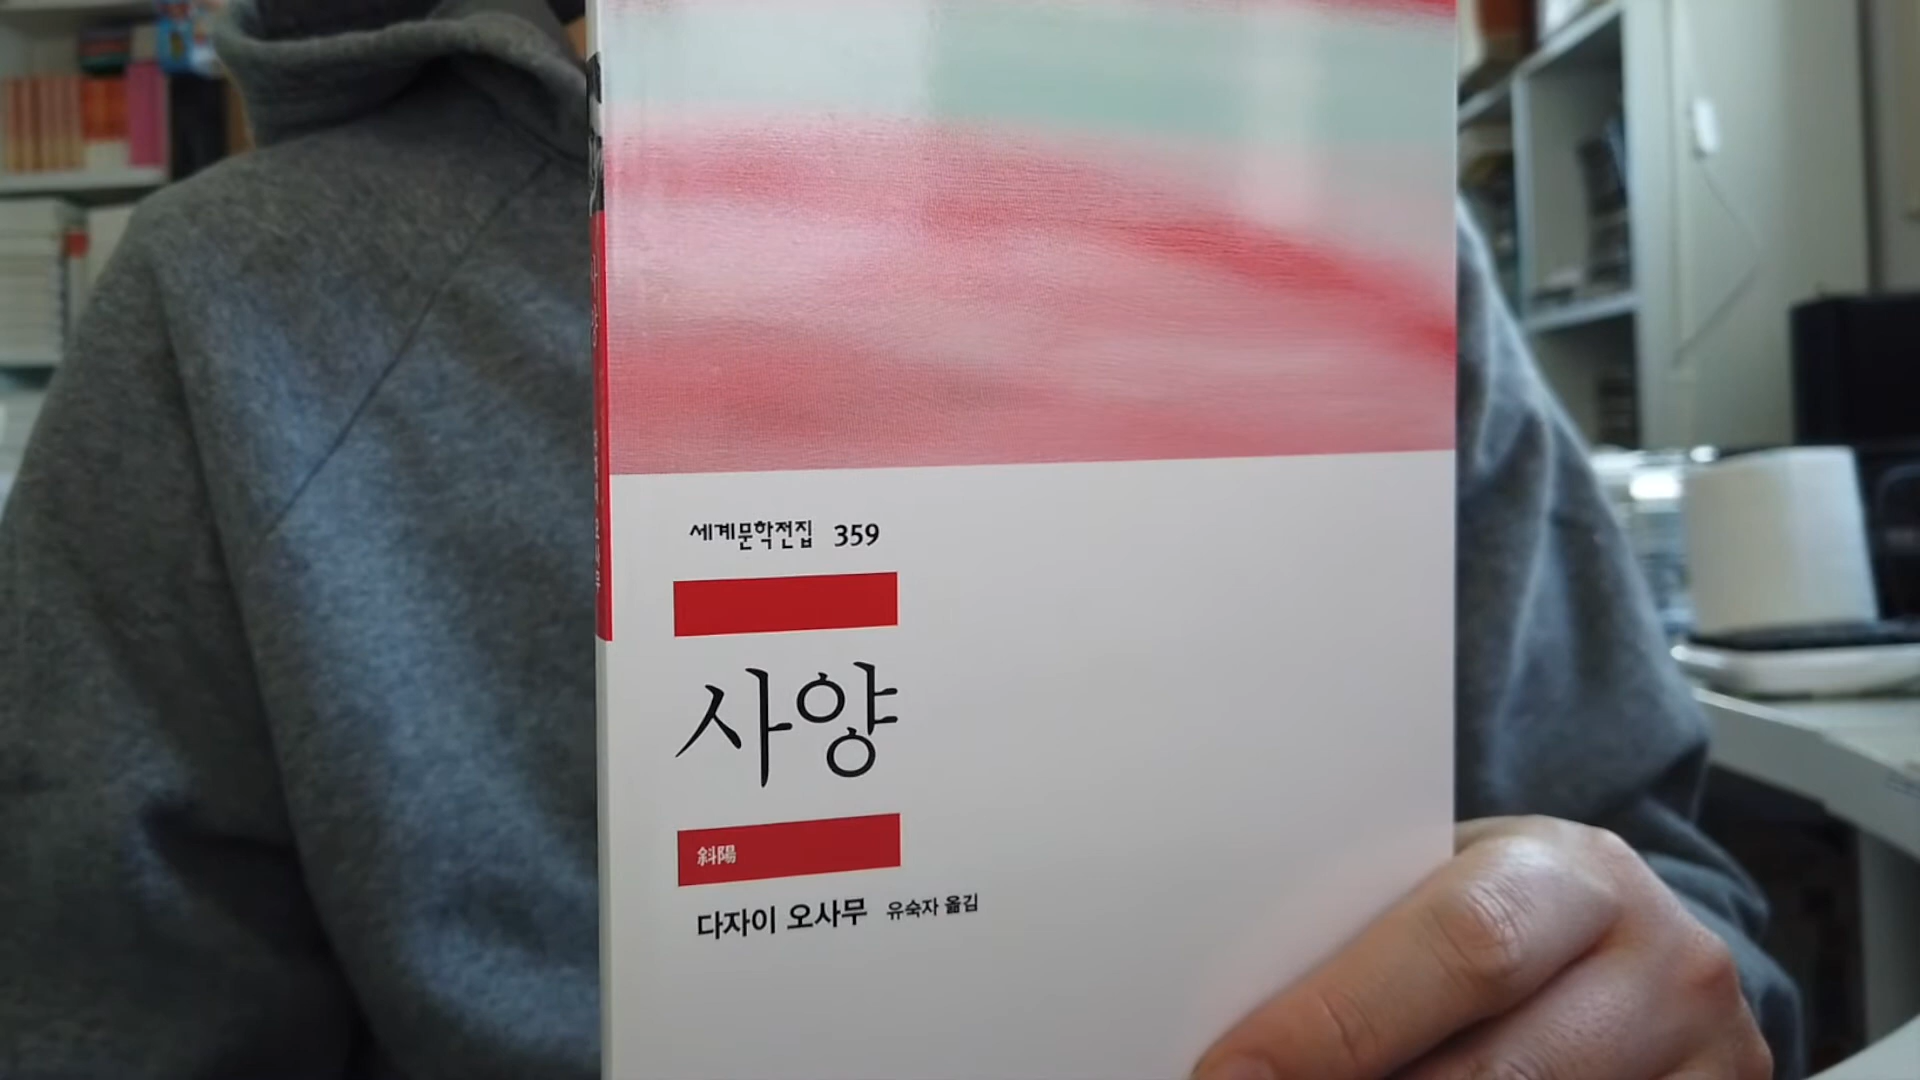 세계문학전집 359
사양
斜陽
다자이 오사무 유숙자 옮김